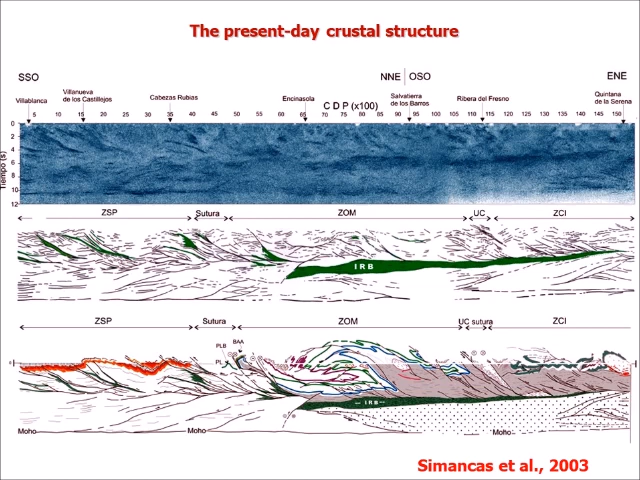 The present-day crustal structure
SSO
NNE OSO
ENE
Villablanca
Villanueva
de los Castillejos
Cabezas Rubias
Encinasola
C D P (x100)
Salvatierra
de los Barros
Ribera del Fresno
Quintana
de la Serena
5 10 15 20 25 30 35 40 45 50 55 60 65 70 75 80 85 90 95 100 105 110 115 120 125 130 135 140 145 150
Tiempo (s)
0
2
4
6
8
10
12
ZSP Sutura ZOM UC ZCI
I R B
ZSP Sutura ZOM UC sutura ZCI
PLB BAA
PL
I R B
Moho Moho Moho
Simancas et al., 2003